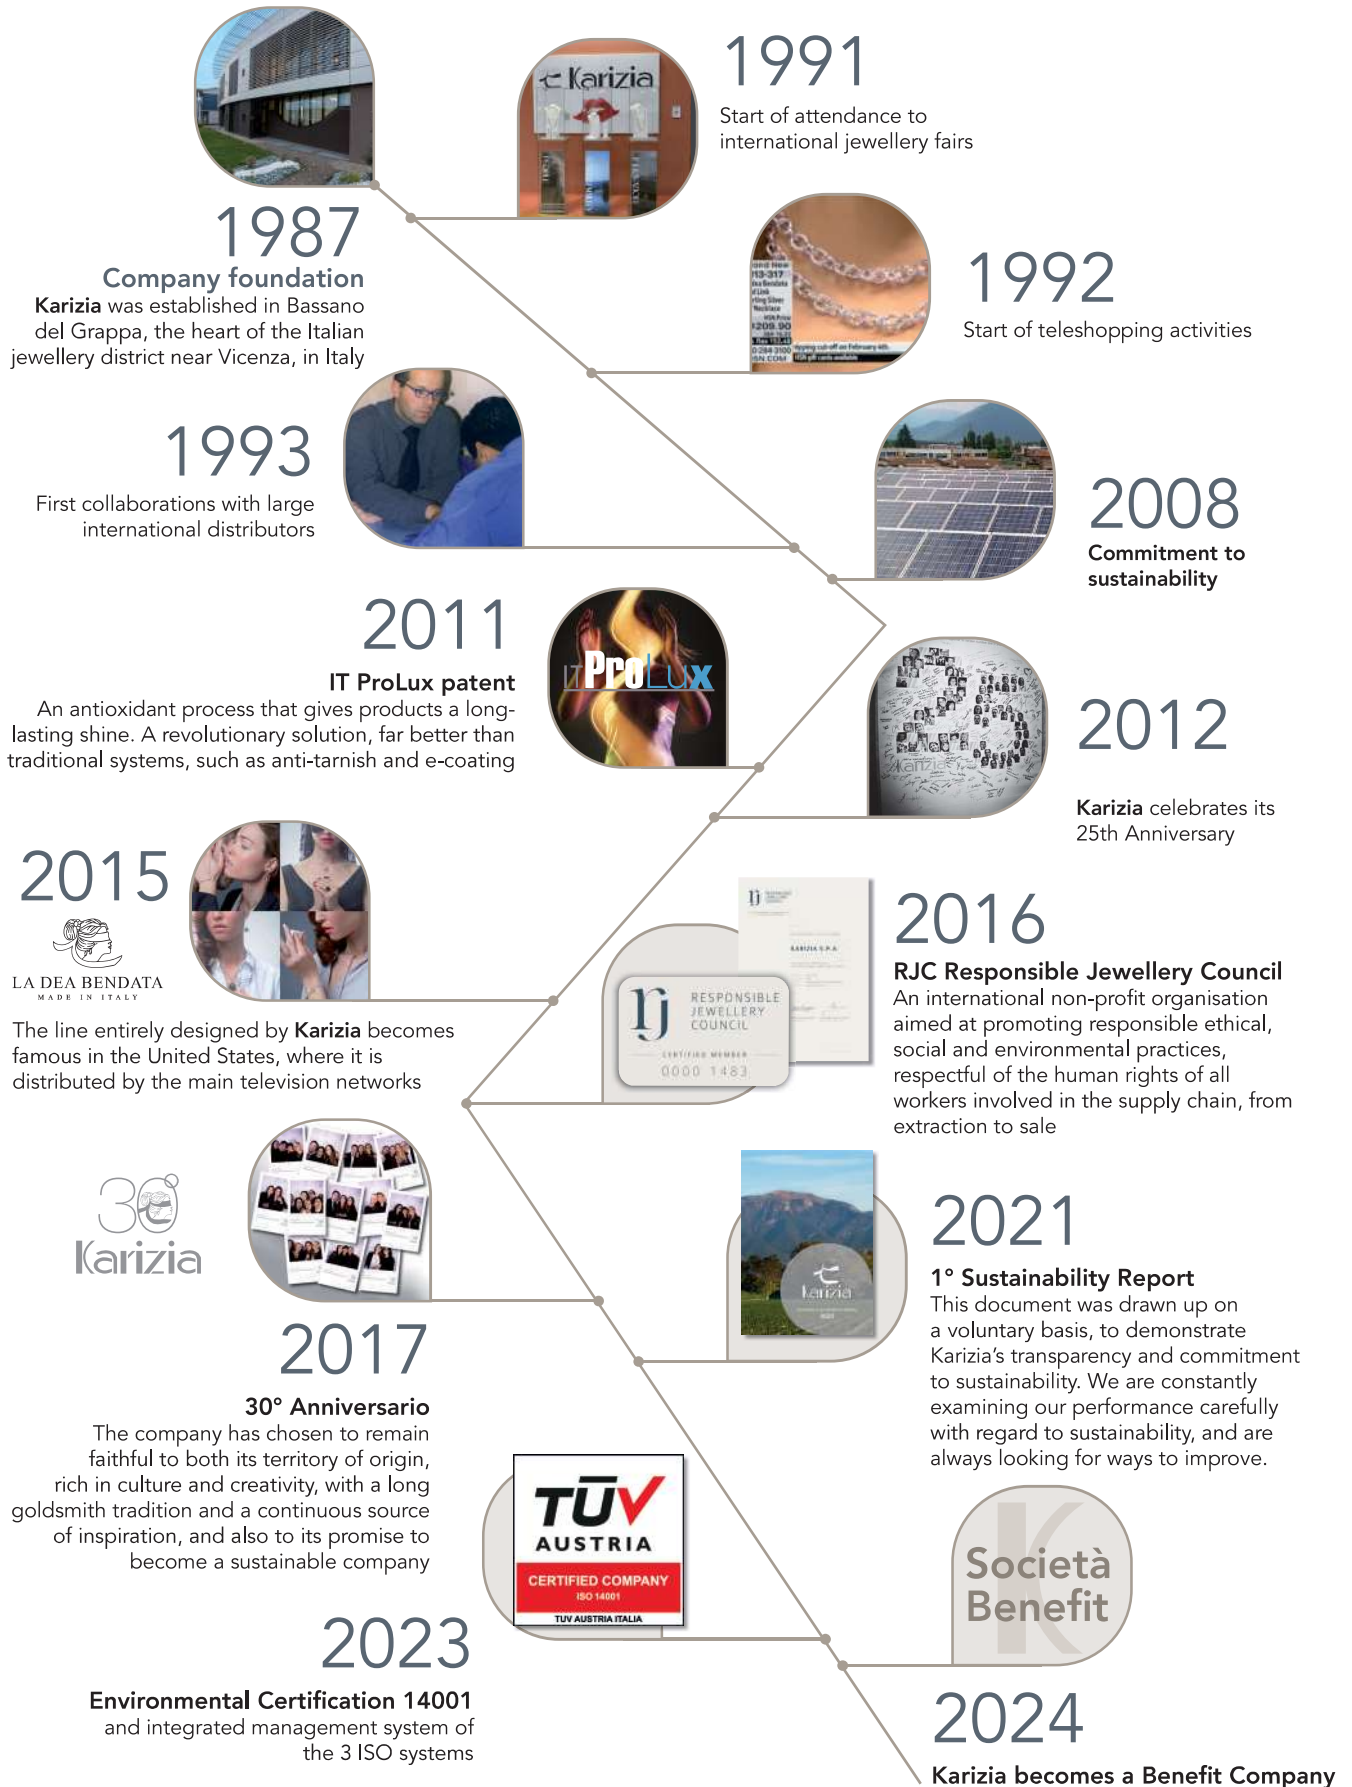 Karizia
1991
Start of attendance to
international jewellery fairs
1987
Company foundation
Karizia was established in Bassano
del Grappa, the heart of the Italian
jewellery district near Vicenza, in Italy
1992
Start of teleshopping activities
13-317
209.90
1993
First collaborations with large
international distributors
2008
Commitment to
sustainability
2011
IT ProLux patent
An antioxidant process that gives products a long-
lasting shine. A revolutionary solution, far better than
traditional systems, such as anti-tarnish and e-coating
IT ProLux
2012
Karizia celebrates its
25th Anniversary
Karizia
2015
LA DEA BENDATA
MADE IN ITALY
The line entirely designed by Karizia becomes
famous in the United States, where it is
distributed by the main television networks
KARIZIA S.P.A.
rj RESPONSIBLE
JEWELLERY
COUNCIL
CERTIFIED MEMBER
0000 1483
2016
RJC Responsible Jewellery Council
An international non-profit organisation
aimed at promoting responsible ethical,
social and environmental practices,
respectful of the human rights of all
workers involved in the supply chain, from
extraction to sale
30°
Karizia
2017
30° Anniversario
The company has chosen to remain
faithful to both its territory of origin,
rich in culture and creativity, with a long
goldsmith tradition and a continuous source
of inspiration, and also to its promise to
become a sustainable company
Karizia
2021
1° Sustainability Report
This document was drawn up on
a voluntary basis, to demonstrate
Karizia's transparency and commitment
to sustainability. We are constantly
examining our performance carefully
with regard to sustainability, and are
always looking for ways to improve.
TÜV
AUSTRIA
CERTIFIED COMPANY
ISO 14001
TUV AUSTRIA ITALIA
2023
Environmental Certification 14001
and integrated management system of
the 3 ISO systems
Società
Benefit
2024
Karizia becomes a Benefit Company